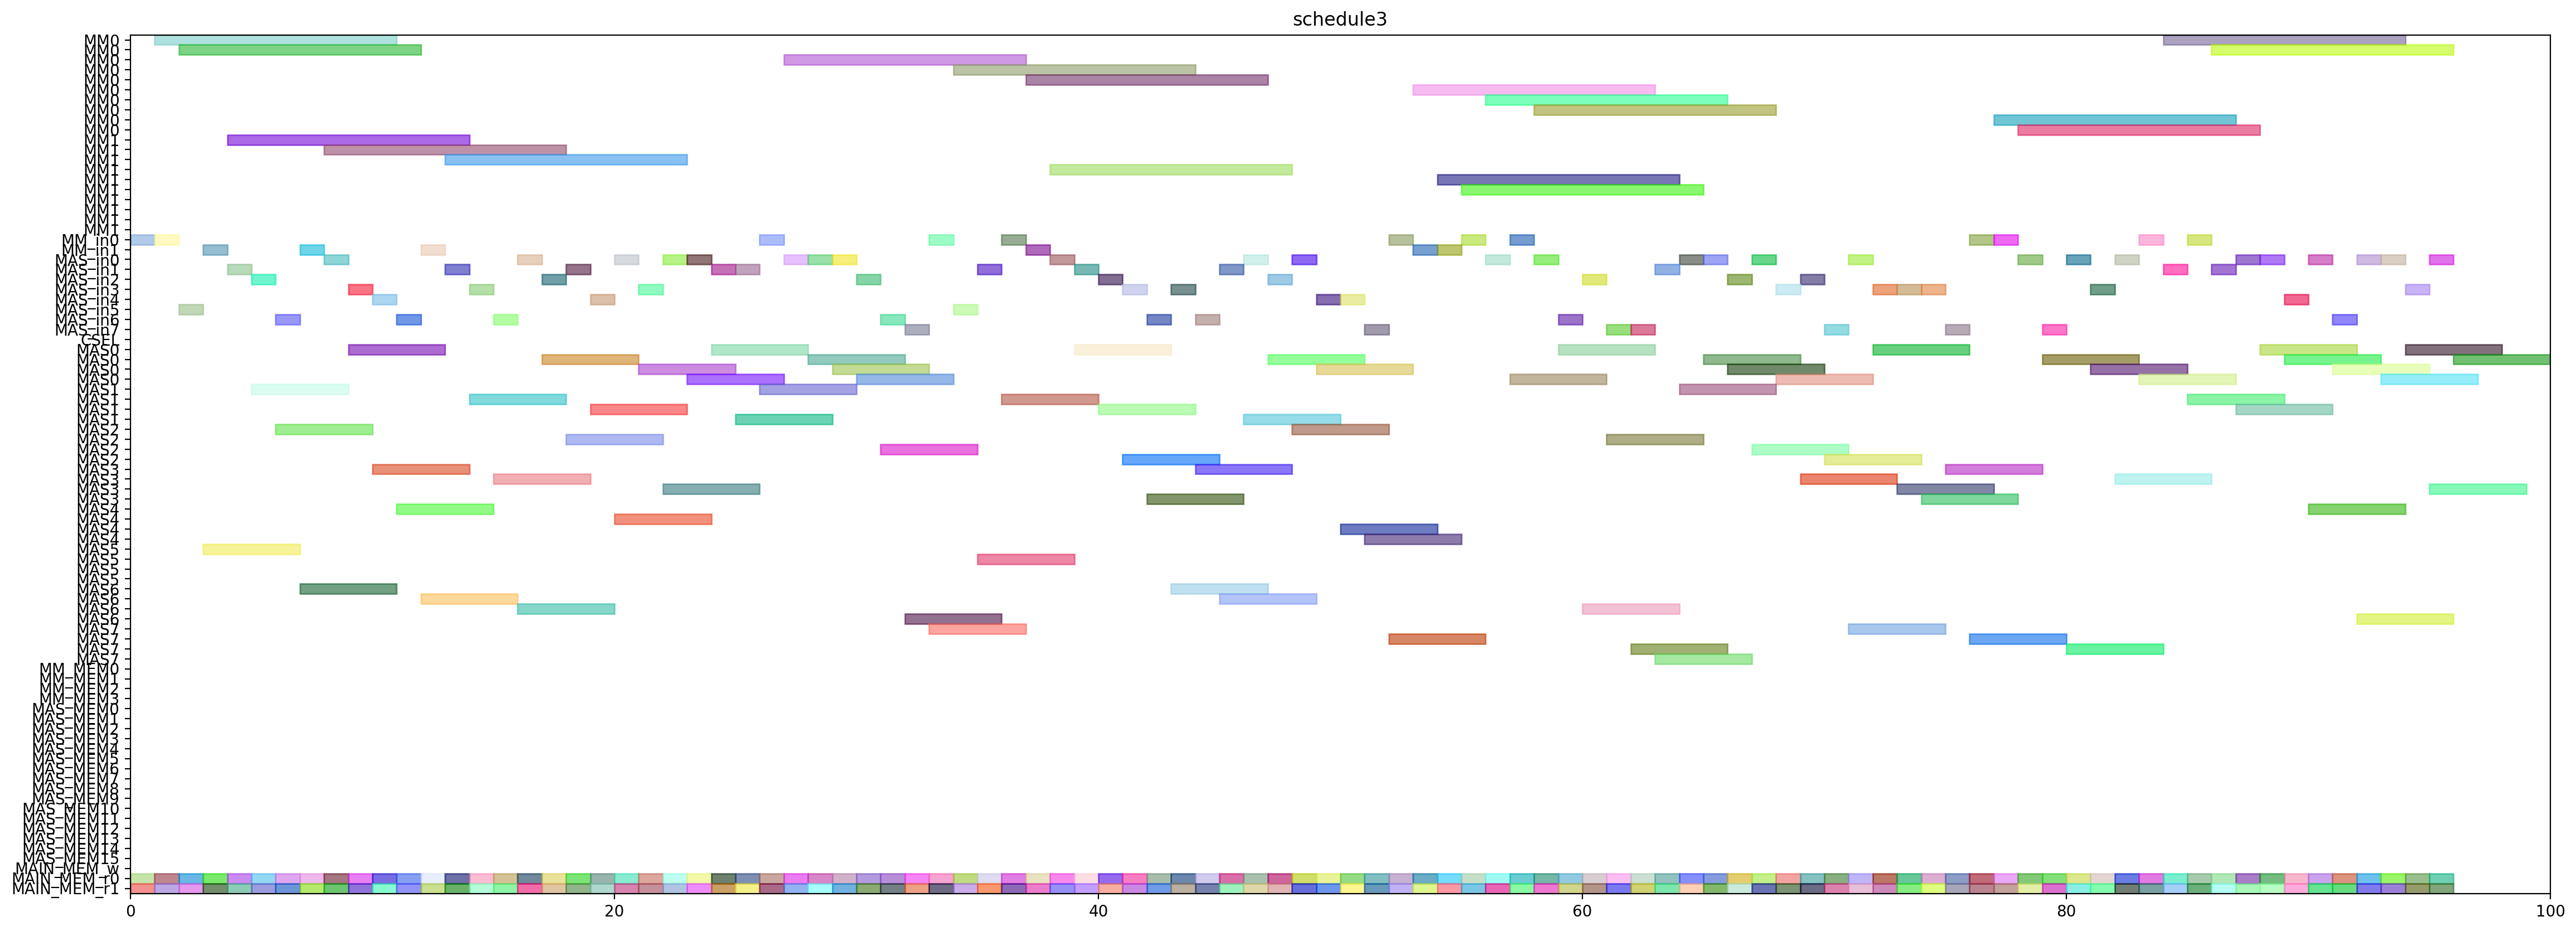 schedule3
MM0
MM0
MM0
MM0
MM0
MM0
MM0
MM0
MM0
MM0
MM1
MM1
MM1
MM1
MM1
MM1
MM1
MM1
MM1
MM1
MM_in0
MM_in1
MAS_in0
MAS_in1
MAS_in2
MAS_in3
MAS_in4
MAS_in5
MAS_in6
MAS_in7
CSEL
MAS0
MAS0
MAS0
MAS0
MAS1
MAS1
MAS1
MAS1
MAS2
MAS2
MAS2
MAS2
MAS3
MAS3
MAS3
MAS3
MAS4
MAS4
MAS4
MAS4
MAS5
MAS5
MAS5
MAS5
MAS6
MAS6
MAS6
MAS6
MAS7
MAS7
MAS7
MAS7
MM_MEM0
MM_MEM1
MM_MEM2
MM_MEM3
MAS_MEM0
MAS_MEM1
MAS_MEM2
MAS_MEM3
MAS_MEM4
MAS_MEM5
MAS_MEM6
MAS_MEM7
MAS_MEM8
MAS_MEM9
MAS_MEM10
MAS_MEM11
MAS_MEM12
MAS_MEM13
MAS_MEM14
MAS_MEM15
MAIN_MEM_w
MAIN_MEM_r0
MAIN_MEM_r1
0 20 40 60 80 100